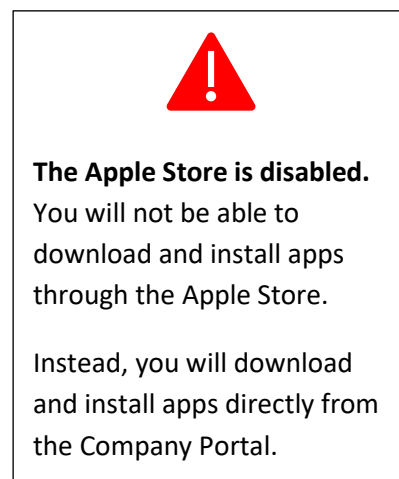 The Apple Store is disabled.
You will not be able to
download and install apps
through the Apple Store.
Instead, you will download
and install apps directly from
the Company Portal.